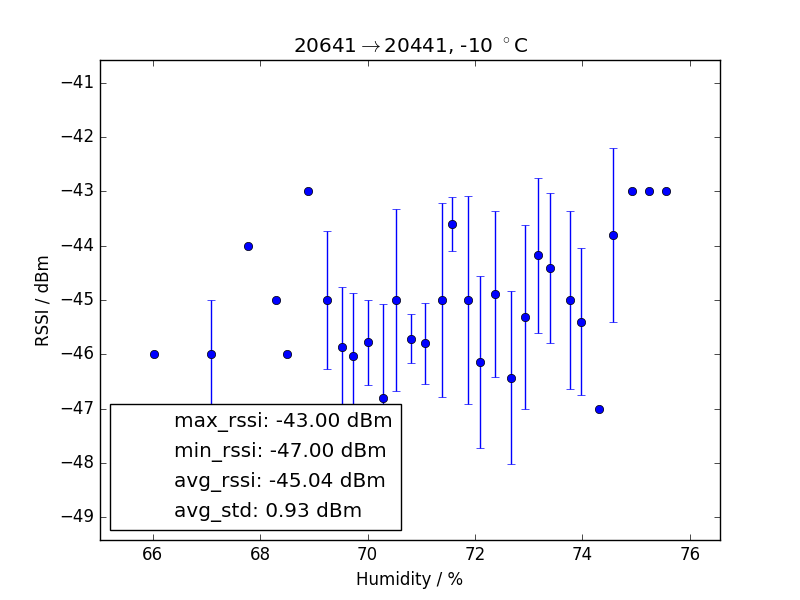 20641→20441, -10 °C
−41
−42
−43
−44
−45
−46
−47
−48
−49
RSSI / dBm
max_rssi: -43.00 dBm
min_rssi: -47.00 dBm
avg_rssi: -45.04 dBm
avg_std: 0.93 dBm
66 68 70 72 74 76
Humidity / %